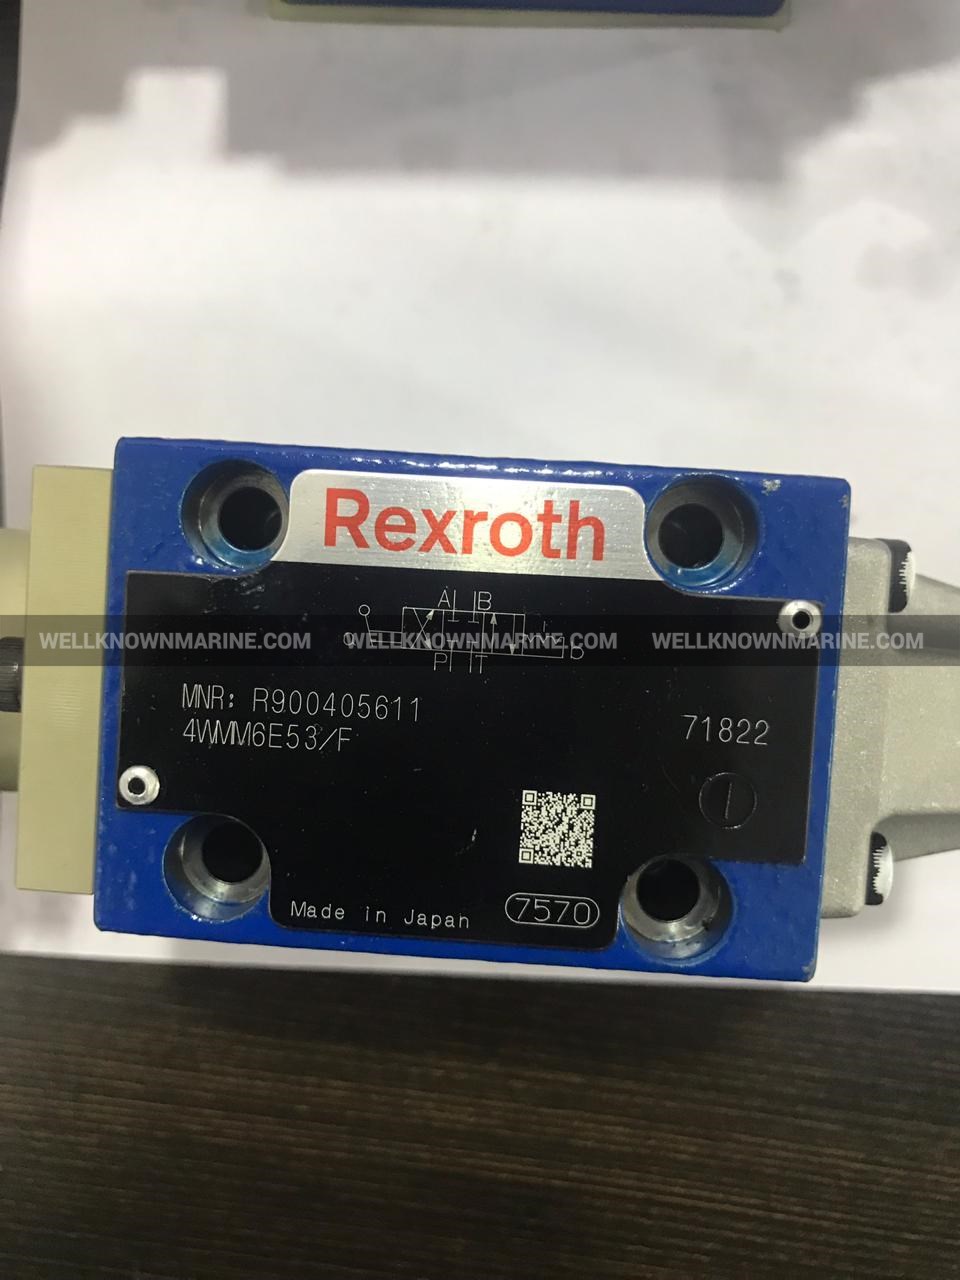 Rexroth
A B
a
P T
b
WELLKNOWNMARINE.COM WELLKNOWNMARINE.COM WELLKNOWNMARINE.COM
MNR: R900405611
4WMM6E53/F
71822
Made in Japan
7570